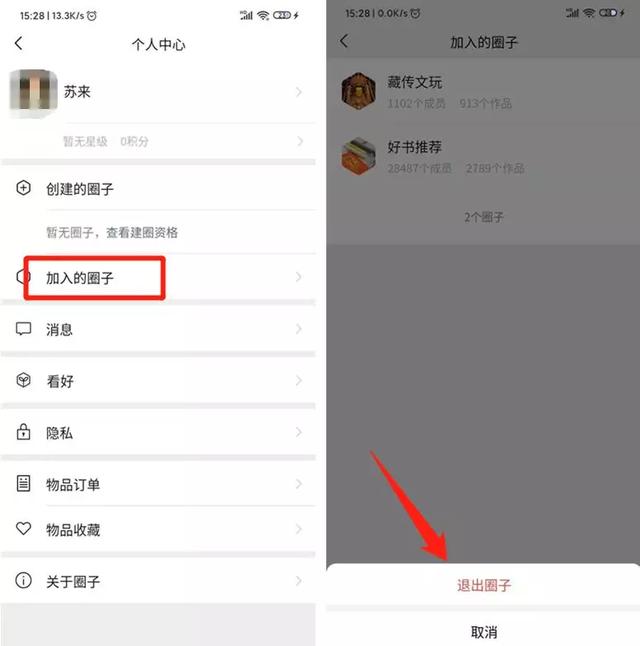 15:28 | 13.3K/s
个人中心
苏来
暂无星级 0积分
创建的圈子
暂无圈子，查看建圈资格
加入的圈子
消息
看好
隐私
物品订单
物品收藏
关于圈子
15:28 | 0.0K/s
加入的圈子
藏传文玩
1102个成员 913个作品
好书推荐
28487个成员 2789个作品
2个圈子
退出圈子
取消